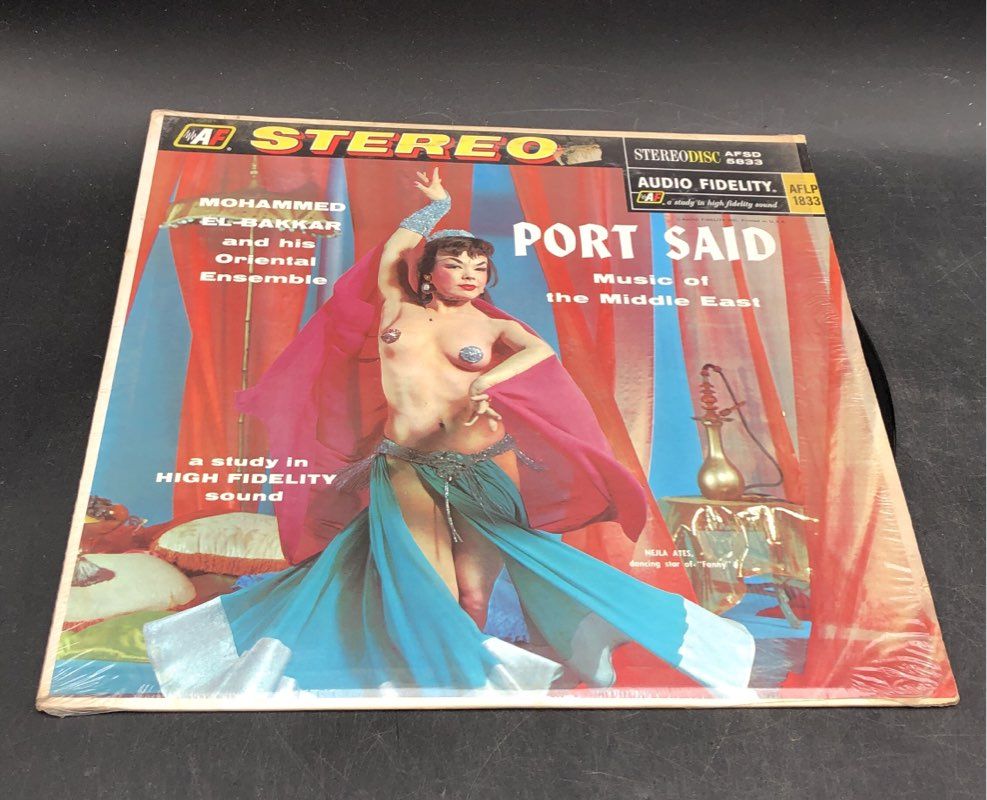 AF STEREO
STEREODISC AFSD 5833
AUDIO FIDELITY®
AF a study in high fidelity sound
AFLP
1833
MOHAMMED
EL-BAKKAR
and his
Oriental
Ensemble
PORT SAID
Music of
the Middle East
a study in
HIGH FIDELITY
sound
NEJLA ATES,
dancing star of "Fanny"